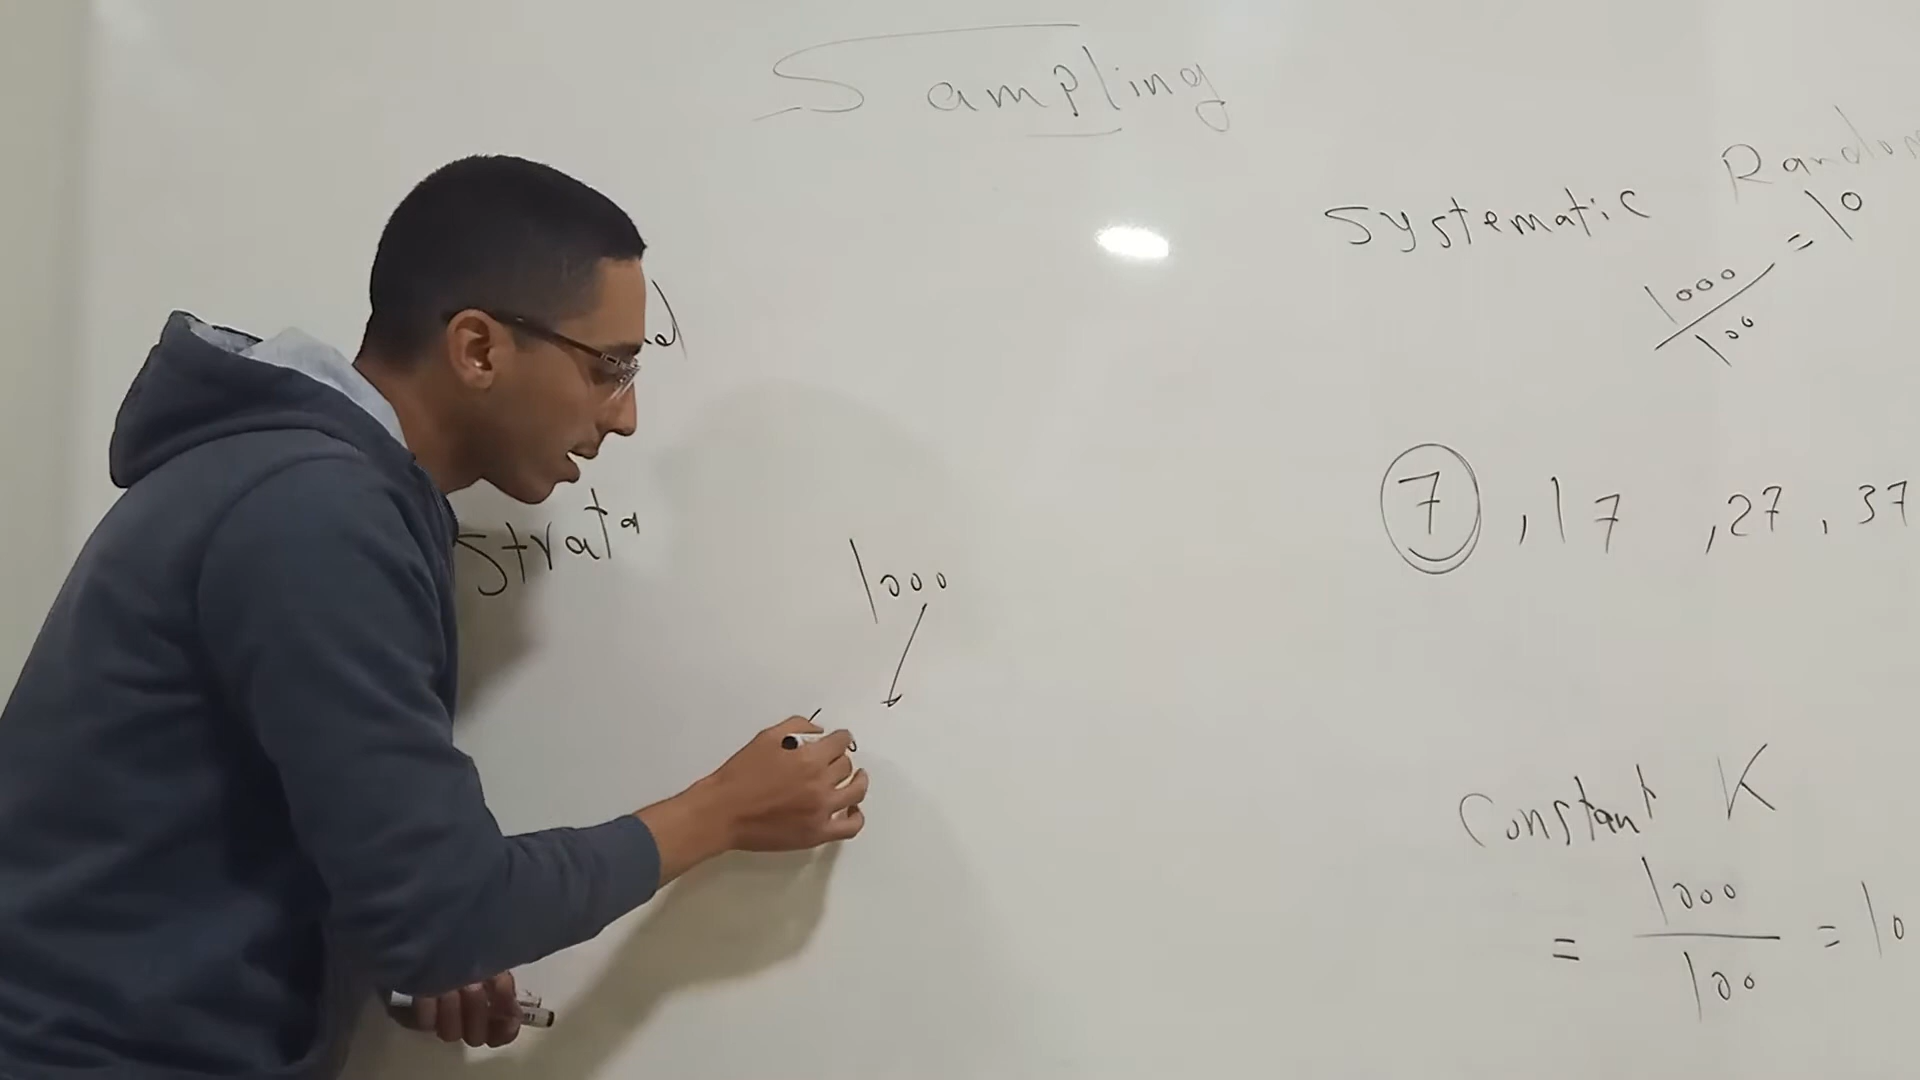 Sampling
Random
Systematic
1000/100 = 10
7, 17, 27, 37
Strata
1000
Constant K
= 1000/100 = 10